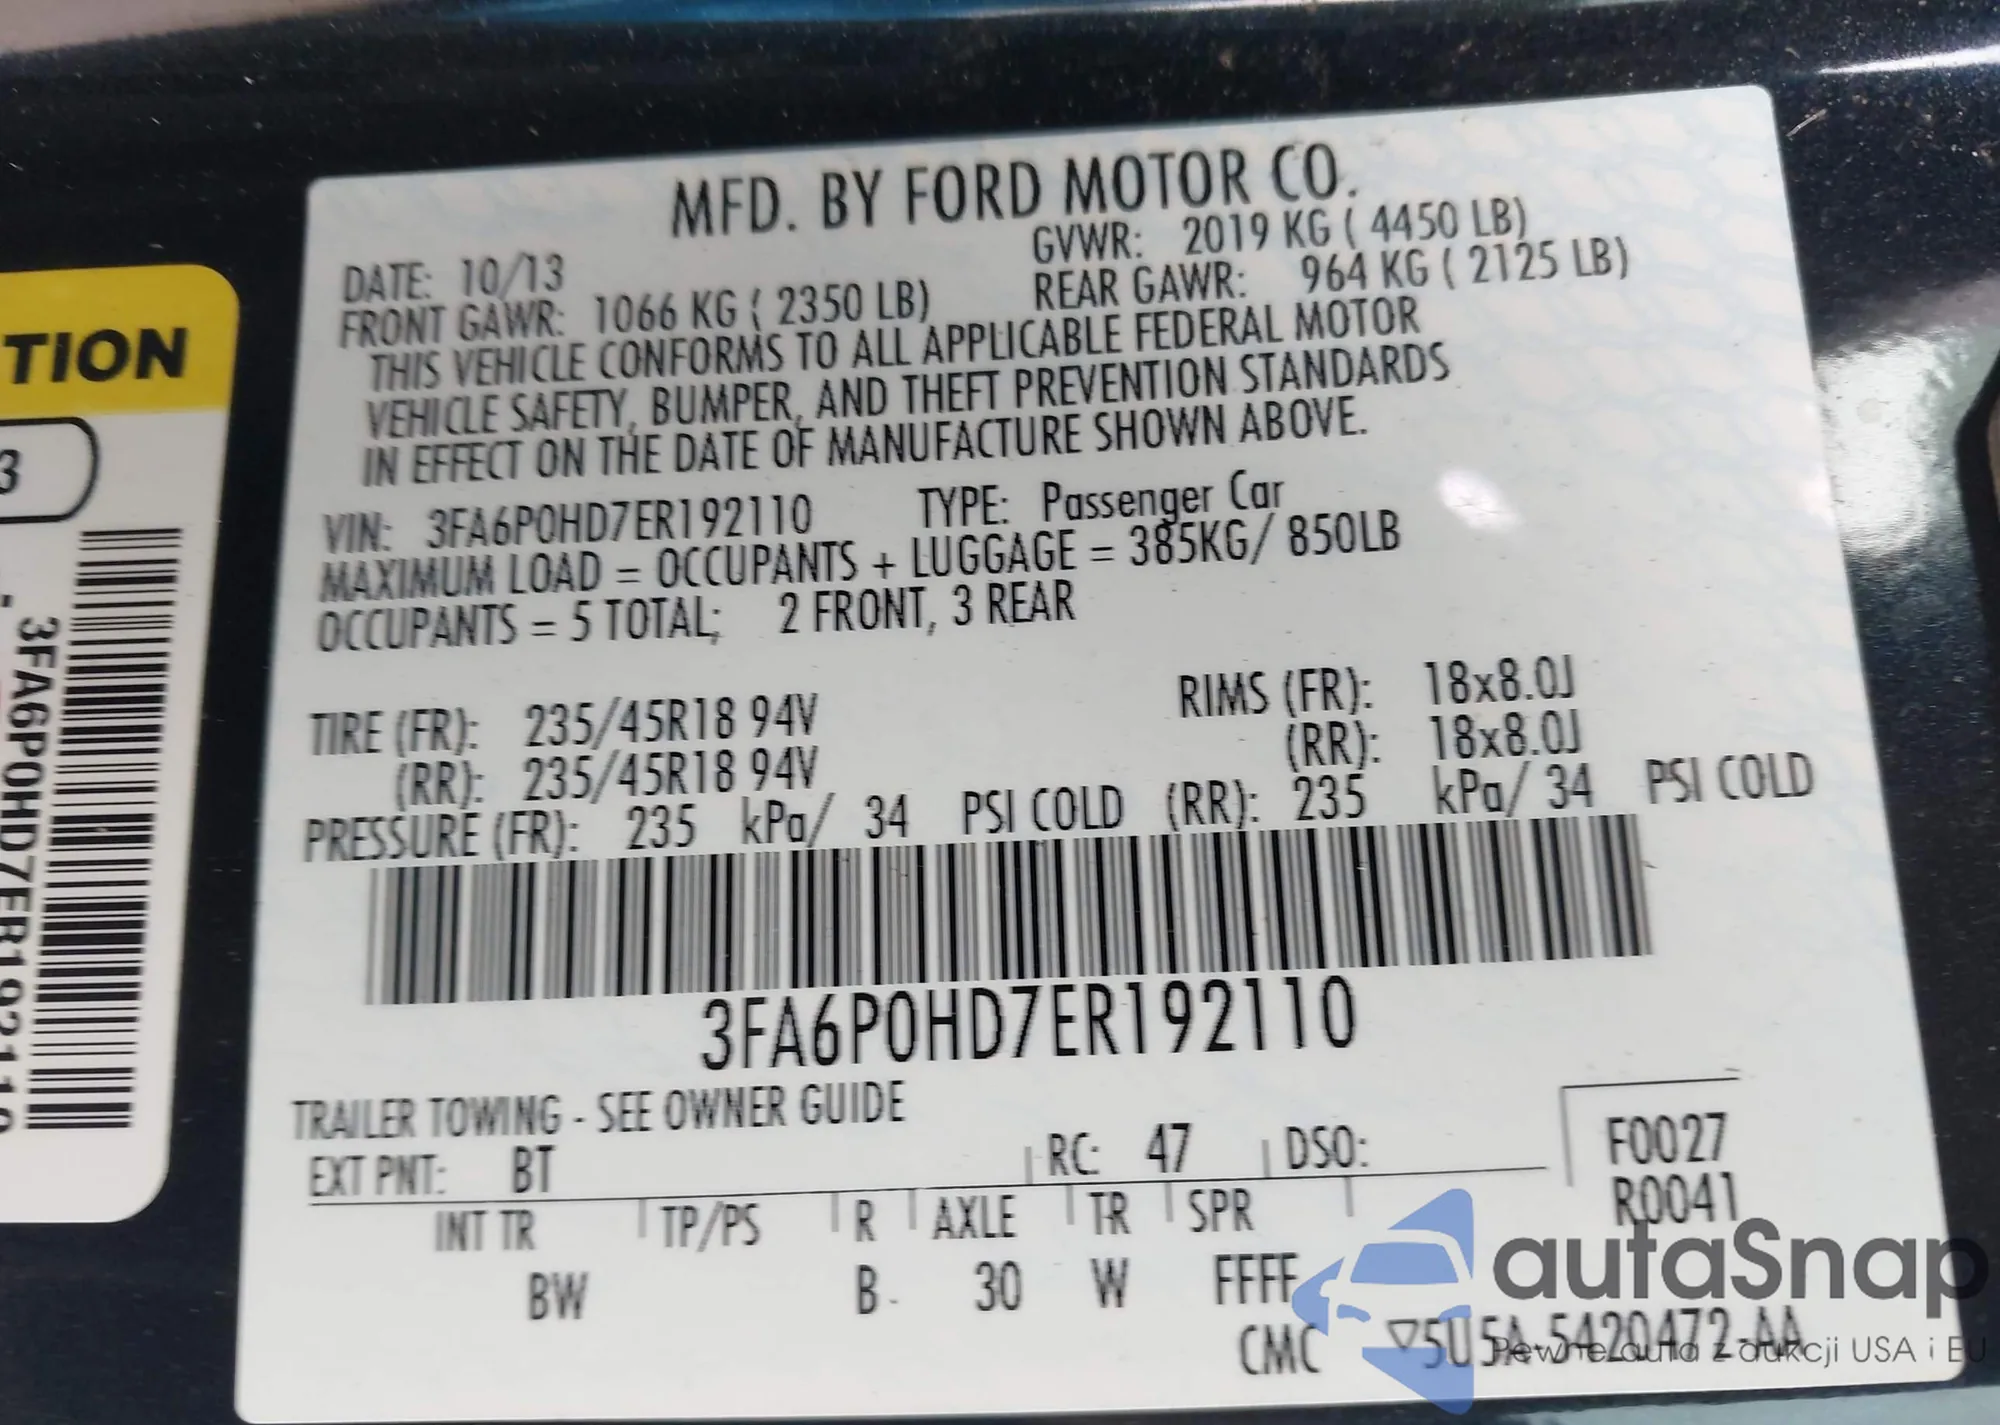 MFD. BY FORD MOTOR CO.
DATE: 10/13 GVWR: 2019 KG ( 4450 LB)
FRONT GAWR: 1066 KG ( 2350 LB) REAR GAWR: 964 KG ( 2125 LB)
THIS VEHICLE CONFORMS TO ALL APPLICABLE FEDERAL MOTOR
VEHICLE SAFETY, BUMPER, AND THEFT PREVENTION STANDARDS
IN EFFECT ON THE DATE OF MANUFACTURE SHOWN ABOVE.
VIN: 3FA6P0HD7ER192110 TYPE: Passenger Car
MAXIMUM LOAD = OCCUPANTS + LUGGAGE = 385KG/ 850LB
OCCUPANTS = 5 TOTAL; 2 FRONT, 3 REAR
TIRE (FR): 235/45R18 94V RIMS (FR): 18x8.0J
(RR): 235/45R18 94V (RR): 18x8.0J
PRESSURE (FR): 235 kPa/ 34 PSI COLD (RR): 235 kPa/ 34 PSI COLD
3FA6P0HD7ER192110
TRAILER TOWING - SEE OWNER GUIDE
EXT PNT: BT RC: 47 DSO: F0027
R0041
INT TR TP/PS R AXLE TR SPR
BW B 30 W FFFF
CMC ▽5U5A-5420472-AA
TION
3
3FA6P0HD7ER192110
autaSnap
Pewne auta z aukcji USA i EU